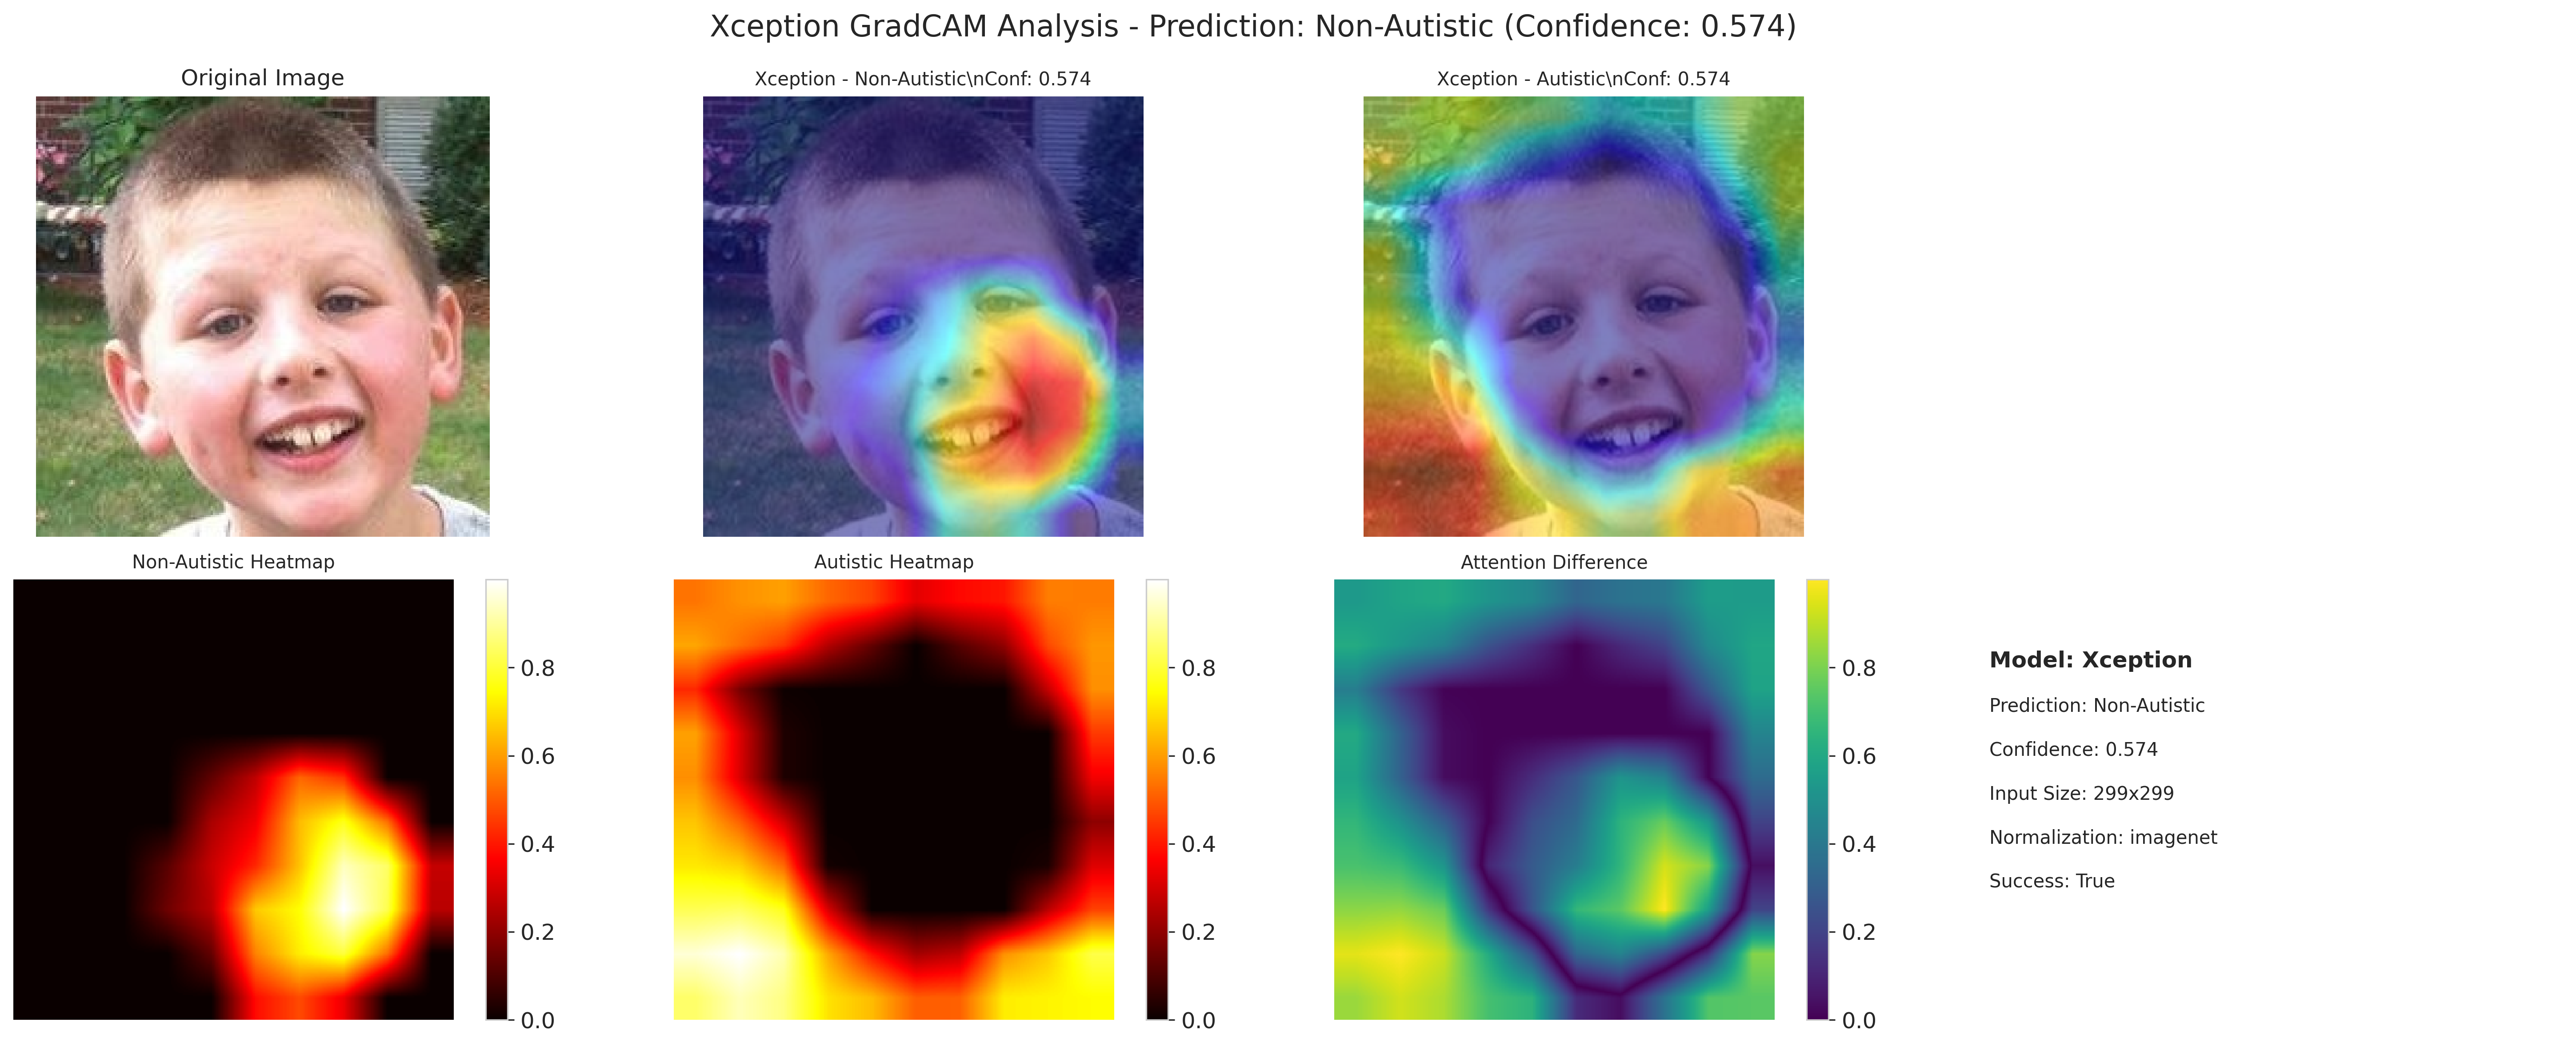 Xception GradCAM Analysis - Prediction: Non-Autistic (Confidence: 0.574)
Original Image
Xception - Non-Autistic\nConf: 0.574
Xception - Autistic\nConf: 0.574
Non-Autistic Heatmap
Autistic Heatmap
Attention Difference
0.8
0.6
0.4
0.2
0.0
0.8
0.6
0.4
0.2
0.0
0.8
0.6
0.4
0.2
0.0
Model: Xception
Prediction: Non-Autistic
Confidence: 0.574
Input Size: 299x299
Normalization: imagenet
Success: True